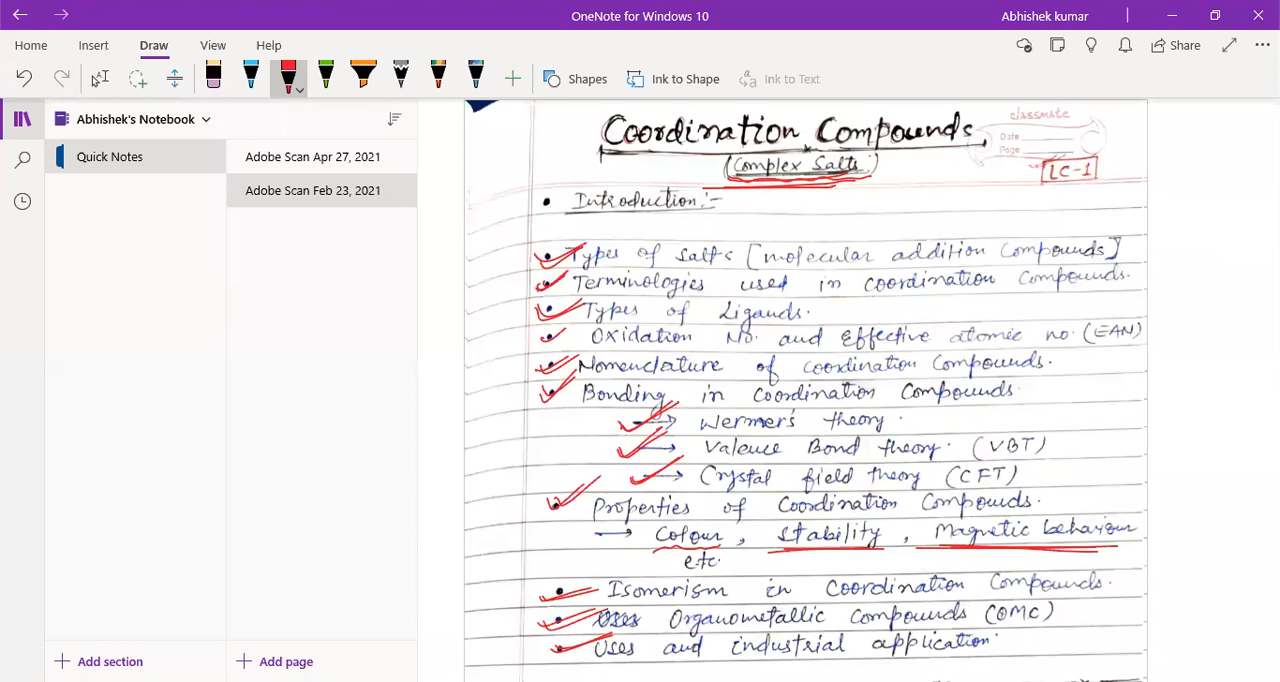 OneNote for Windows 10
Abhishek kumar
Home Insert Draw View Help
Share
Shapes Ink to Shape Ink to Text
Abhishek's Notebook
Quick Notes
Adobe Scan Apr 27, 2021
Adobe Scan Feb 23, 2021
Add section
Add page
classmate
Date
Page
Coordination Compounds
(Complex Salts)
LC-1
• Introduction:-
• Types of Salts [molecular addition Compounds]
• Terminologies used in coordination Compounds.
• Types of Ligands.
• Oxidation No. and Effective atomic no. (EAN)
• Nomenclature of coordination Compounds.
• Bonding in Coordination Compounds.
→ Wermer's theory.
→ Valence Bond theory. (VBT)
→ Crystal field theory (CFT)
• Properties of Coordination Compounds.
→ Colour, Stability, Magnetic behaviour
etc.
• Isomerism in Coordination Compounds.
• Organometallic Compounds (OMC)
• Uses and industrial application.